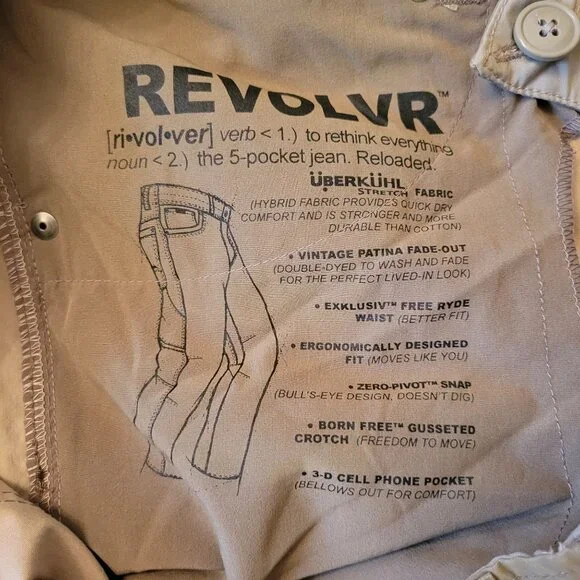 REVOLVR™
[ri•vol•ver] verb < 1.) to rethink everything
noun < 2.) the 5-pocket jean. Reloaded.
ÜBERKÜHL
STRETCH FABRIC
(HYBRID FABRIC PROVIDES QUICK DRY
COMFORT AND IS STRONGER AND MORE
DURABLE THAN COTTON)
• VINTAGE PATINA FADE-OUT
(DOUBLE-DYED TO WASH AND FADE
FOR THE PERFECT LIVED-IN LOOK)
• EXKLUSIV™ FREE RYDE
WAIST (BETTER FIT)
• ERGONOMICALLY DESIGNED
FIT (MOVES LIKE YOU)
• ZERO-PIVOT™ SNAP
(BULL'S-EYE DESIGN, DOESN'T DIG)
• BORN FREE™ GUSSETED
CROTCH (FREEDOM TO MOVE)
• 3-D CELL PHONE POCKET
(BELLOWS OUT FOR COMFORT)